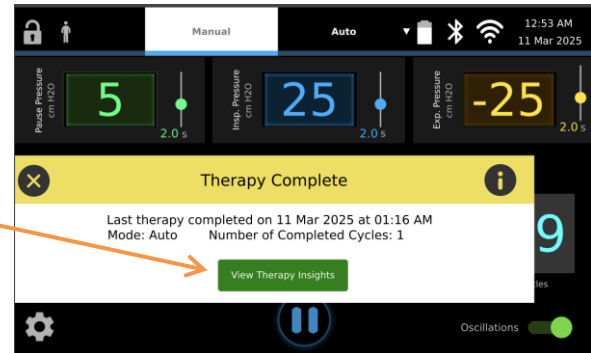 Manual
Auto
12:53 AM
11 Mar 2025
Pause Pressure
cm H2O
5
2.0 s
Insp. Pressure
cm H2O
25
2.0 s
Exp. Pressure
cm H2O
-25
2.0 s
Therapy Complete
Last therapy completed on 11 Mar 2025 at 01:16 AM
Mode: Auto Number of Completed Cycles: 1
View Therapy Insights
9
Oscillations